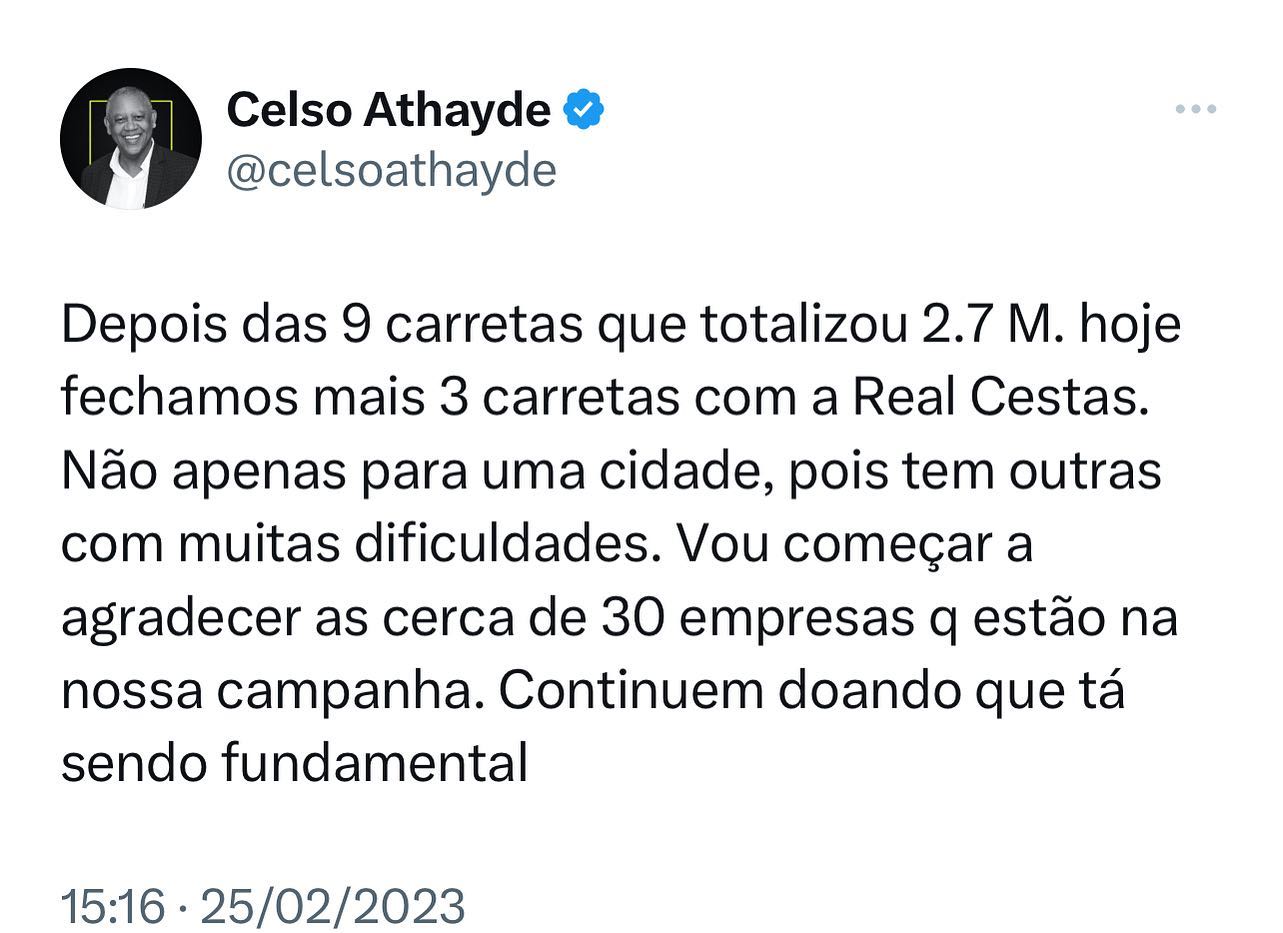 Celso Athayde
@celsoathayde
Depois das 9 carretas que totalizou 2.7 M. hoje
fechamos mais 3 carretas com a Real Cestas.
Não apenas para uma cidade, pois tem outras
com muitas dificuldades. Vou começar a
agradecer as cerca de 30 empresas q estão na
nossa campanha. Continuem doando que tá
sendo fundamental
15:16 · 25/02/2023